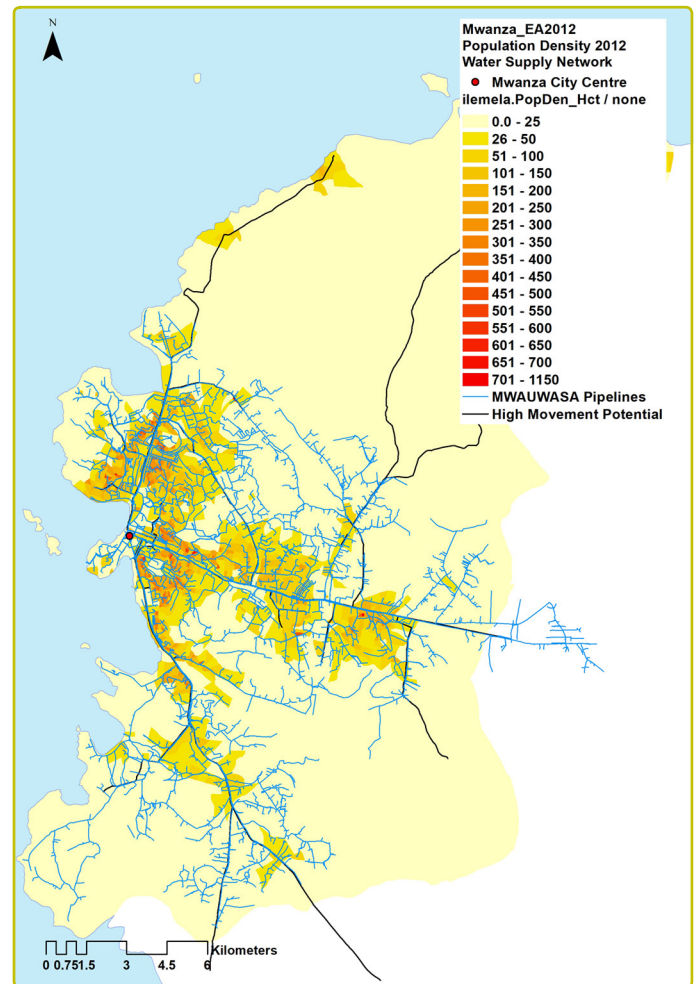 N
Mwanza_EA2012
Population Density 2012
Water Supply Network
Mwanza City Centre
ilemela.PopDen_Hct / none
0.0 - 25
26 - 50
51 - 100
101 - 150
151 - 200
201 - 250
251 - 300
301 - 350
351 - 400
401 - 450
451 - 500
501 - 550
551 - 600
601 - 650
651 - 700
701 - 1150
MWAUWASA Pipelines
High Movement Potential
Kilometers
0 0.751.5 3 4.5 6